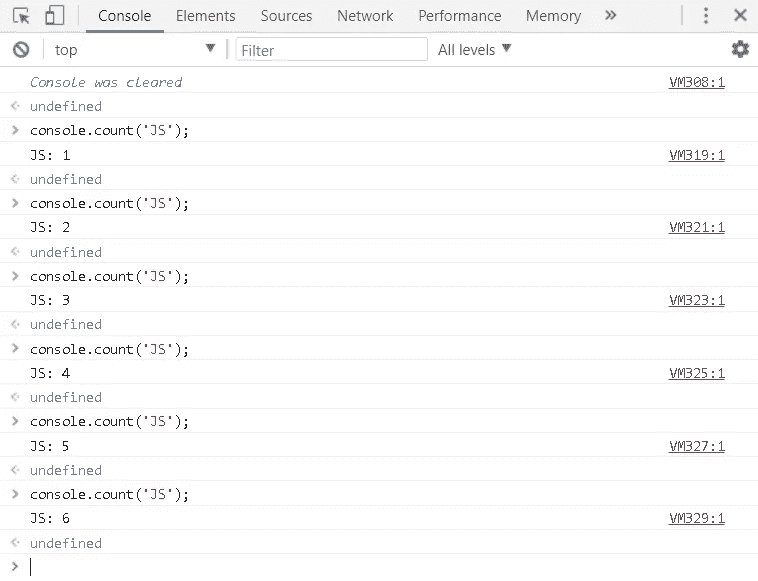 Console Elements Sources Network Performance Memory »
top Filter All levels
Console was cleared VM308:1
undefined
console.count('JS');
JS: 1 VM319:1
undefined
console.count('JS');
JS: 2 VM321:1
undefined
console.count('JS');
JS: 3 VM323:1
undefined
console.count('JS');
JS: 4 VM325:1
undefined
console.count('JS');
JS: 5 VM327:1
undefined
console.count('JS');
JS: 6 VM329:1
undefined